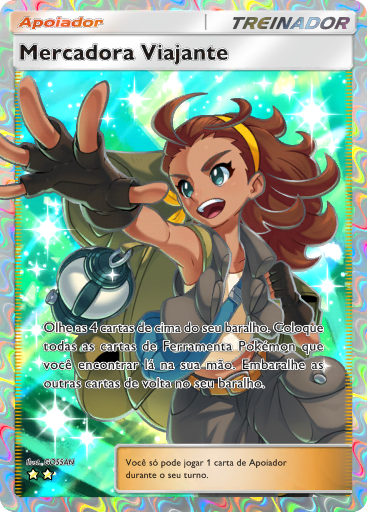 Apoiador
TREINADOR
Mercadora Viajante
Olhe as 4 cartas de cima do seu baralho. Coloque
todas as cartas de Ferramenta Pokémon que
você encontrar lá na sua mão. Embaralhe as
outras cartas de volta no seu baralho.
Illus. GOSSAN
Você só pode jogar 1 carta de Apoiador
durante o seu turno.